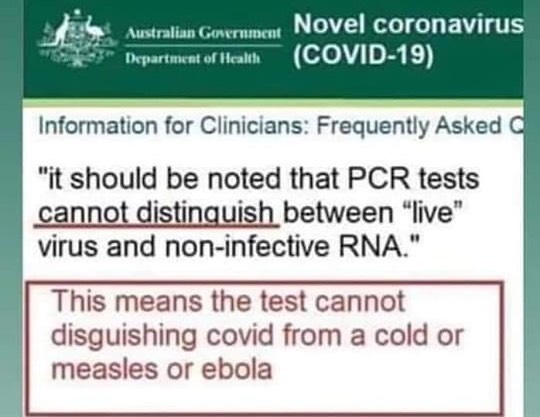 Australian Government
Department of Health
Novel coronavirus
(COVID-19)
Information for Clinicians: Frequently Asked
"it should be noted that PCR tests
cannot distinguish between "live"
virus and non-infective RNA."
This means the test cannot
disguishing covid from a cold or
measles or ebola